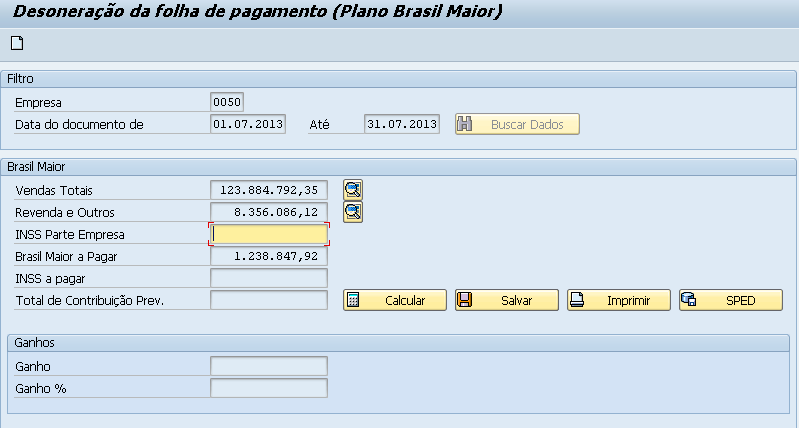 Desoneração da folha de pagamento (Plano Brasil Maior)
Filtro
Empresa 0050
Data do documento de 01.07.2013 Até 31.07.2013 Buscar Dados
Brasil Maior
Vendas Totais 123.884.792,35
Revenda e Outros 8.356.086,12
INSS Parte Empresa
Brasil Maior a Pagar 1.238.847,92
INSS a pagar
Total de Contribuição Prev. Calcular Salvar Imprimir SPED
Ganhos
Ganho
Ganho %